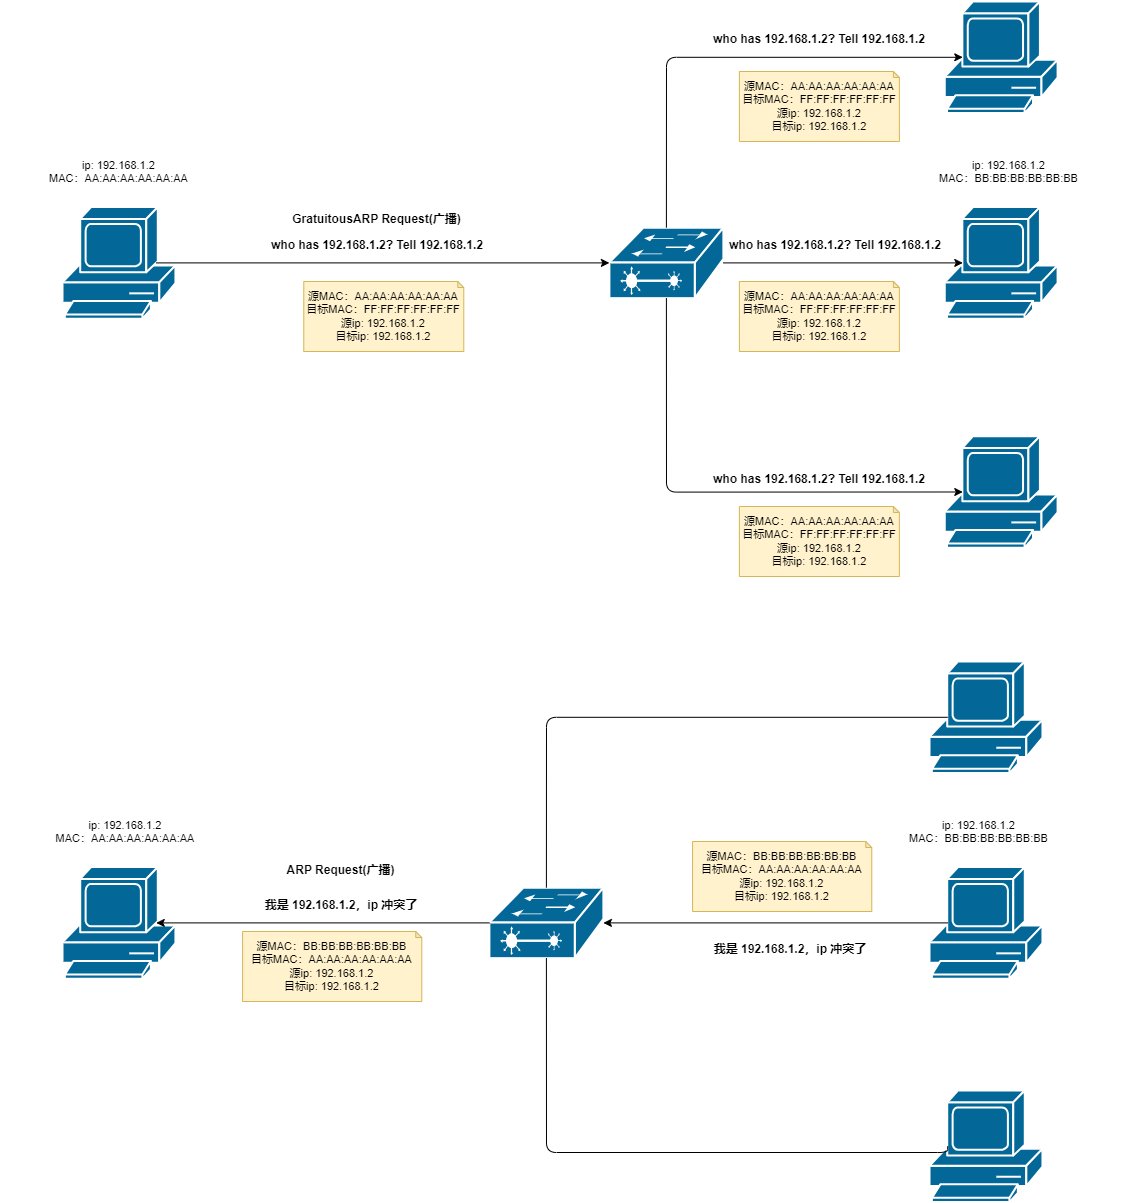 who has 192.168.1.2? Tell 192.168.1.2
源MAC：AA:AA:AA:AA:AA:AA
目标MAC：FF:FF:FF:FF:FF:FF
源ip: 192.168.1.2
目标ip: 192.168.1.2
ip: 192.168.1.2
MAC：AA:AA:AA:AA:AA:AA
ip: 192.168.1.2
MAC：BB:BB:BB:BB:BB:BB
GratuitousARP Request(广播)
who has 192.168.1.2? Tell 192.168.1.2
who has 192.168.1.2? Tell 192.168.1.2
源MAC：AA:AA:AA:AA:AA:AA
目标MAC：FF:FF:FF:FF:FF:FF
源ip: 192.168.1.2
目标ip: 192.168.1.2
源MAC：AA:AA:AA:AA:AA:AA
目标MAC：FF:FF:FF:FF:FF:FF
源ip: 192.168.1.2
目标ip: 192.168.1.2
who has 192.168.1.2? Tell 192.168.1.2
源MAC：AA:AA:AA:AA:AA:AA
目标MAC：FF:FF:FF:FF:FF:FF
源ip: 192.168.1.2
目标ip: 192.168.1.2
ip: 192.168.1.2
MAC：AA:AA:AA:AA:AA:AA
ip: 192.168.1.2
MAC：BB:BB:BB:BB:BB:BB
ARP Request(广播)
我是 192.168.1.2，ip 冲突了
源MAC：BB:BB:BB:BB:BB:BB
目标MAC：AA:AA:AA:AA:AA:AA
源ip: 192.168.1.2
目标ip: 192.168.1.2
源MAC：BB:BB:BB:BB:BB:BB
目标MAC：AA:AA:AA:AA:AA:AA
源ip: 192.168.1.2
目标ip: 192.168.1.2
我是 192.168.1.2，ip 冲突了